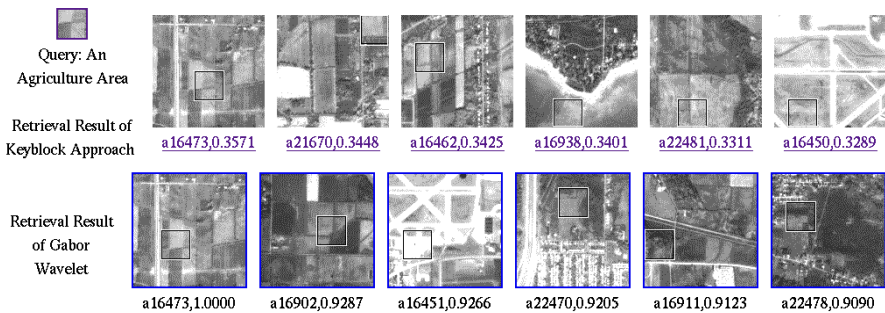 Query: An
Agriculture Area
Retrieval Result of
Keyblock Approach
a16473,0.3571 a21670,0.3448 a16462,0.3425 a16938,0.3401 a22481,0.3311 a16450,0.3289
Retrieval Result
of Gabor
Wavelet
a16473,1.0000 a16902,0.9287 a16451,0.9266 a22470,0.9205 a16911,0.9123 a22478,0.9090